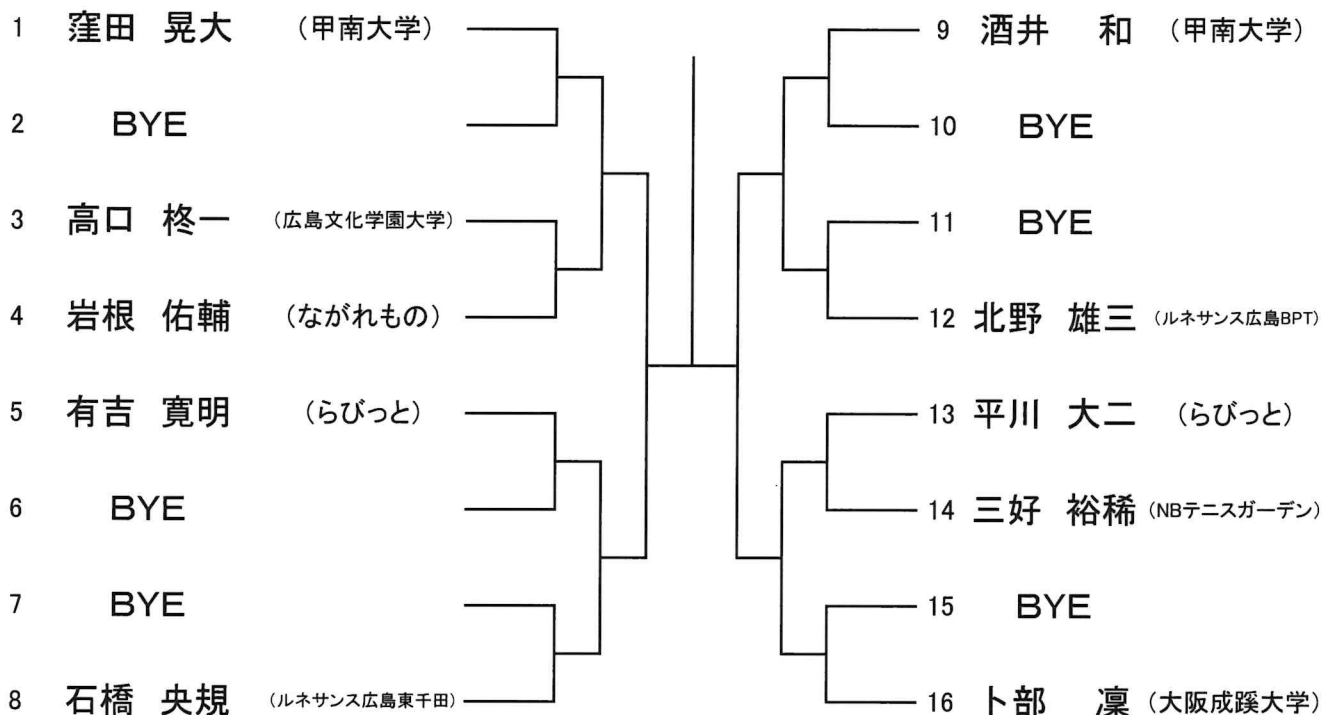 1 窪田 晃大 (甲南大学)
2 BYE
3 高口 柊一 (広島文化学園大学)
4 岩根 佑輔 (ながれもの)
5 有吉 寛明 (らびっと)
6 BYE
7 BYE
8 石橋 央規 (ルネサンス広島東千田)
9 酒井 和 (甲南大学)
10 BYE
11 BYE
12 北野 雄三 (ルネサンス広島BPT)
13 平川 大二 (らびっと)
14 三好 裕稀 (NBテニスガーデン)
15 BYE
16 卜部 凜 (大阪成蹊大学)